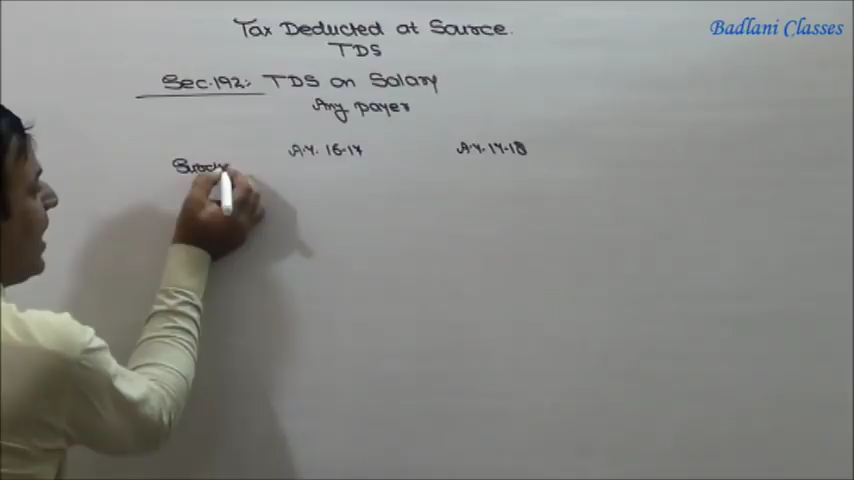 Tax Deducted at Source.
Badlani Classes
TDS
Sec.192:- TDS on Salary
Any payer
A.Y. 16-17
A.Y. 17-18